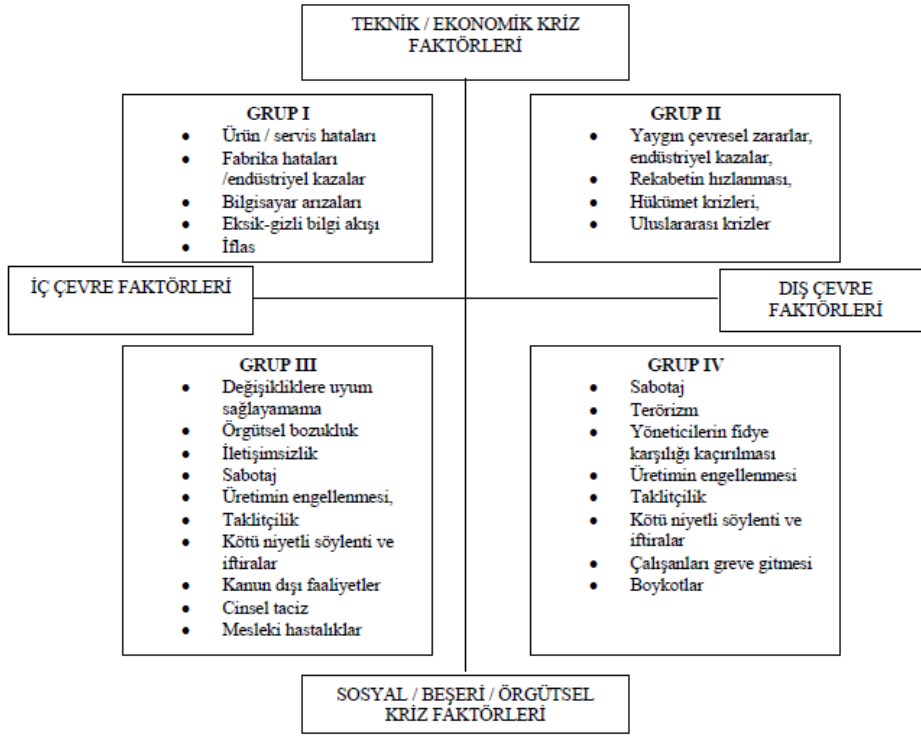 TEKNİK / EKONOMİK KRİZ
FAKTÖRLERİ
GRUP I
• Ürün / servis hataları
• Fabrika hataları
/endüstriyel kazalar
• Bilgisayar arızaları
• Eksik-gizli bilgi akışı
• İflas
GRUP II
• Yaygın çevresel zararlar,
endüstriyel kazalar,
• Rekabetin hızlanması,
• Hükümet krizleri,
• Uluslararası krizler
İÇ ÇEVRE FAKTÖRLERİ
DIŞ ÇEVRE
FAKTÖRLERİ
GRUP III
• Değişikliklere uyum
sağlayamama
• Örgütsel bozukluk
• İletişimsizlik
• Sabotaj
• Üretimin engellenmesi,
• Taklitçilik
• Kötü niyetli söylenti ve
iftiralar
• Kanun dışı faaliyetler
• Cinsel taciz
• Mesleki hastalıklar
GRUP IV
• Sabotaj
• Terörizm
• Yöneticilerin fidye
karşılığı kaçırılması
• Üretimin engellenmesi
• Taklitçilik
• Kötü niyetli söylenti ve
iftiralar
• Çalışanları greve gitmesi
• Boykotlar
SOSYAL / BEŞERİ / ÖRGÜTSEL
KRİZ FAKTÖRLERİ